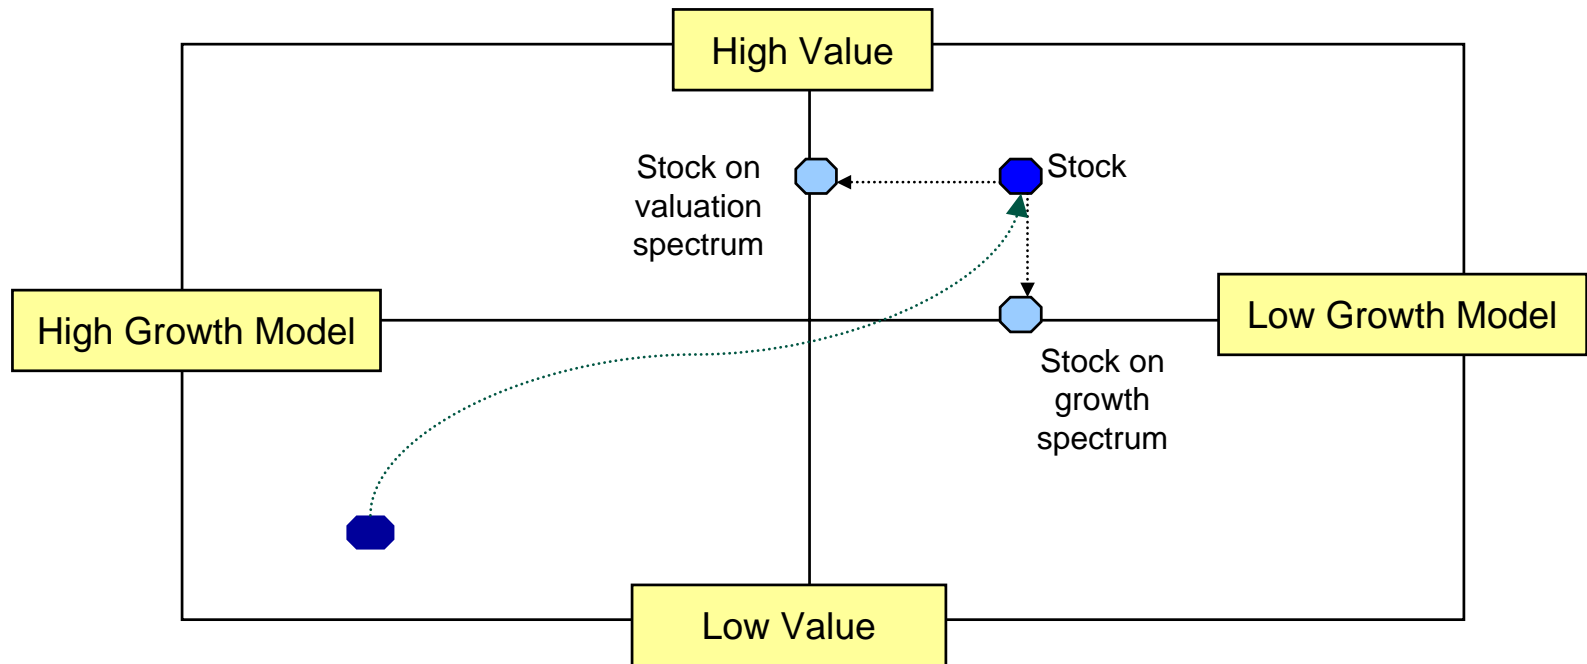 High Value
Stock on
valuation
spectrum
Stock
High Growth Model
Low Growth Model
Stock on
growth
spectrum
Low Value